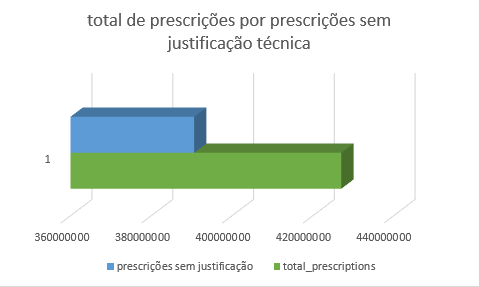 total de prescrições por prescrições sem
justificação técnica
1
360000000 380000000 400000000 420000000 440000000
prescrições sem justificação total_prescriptions